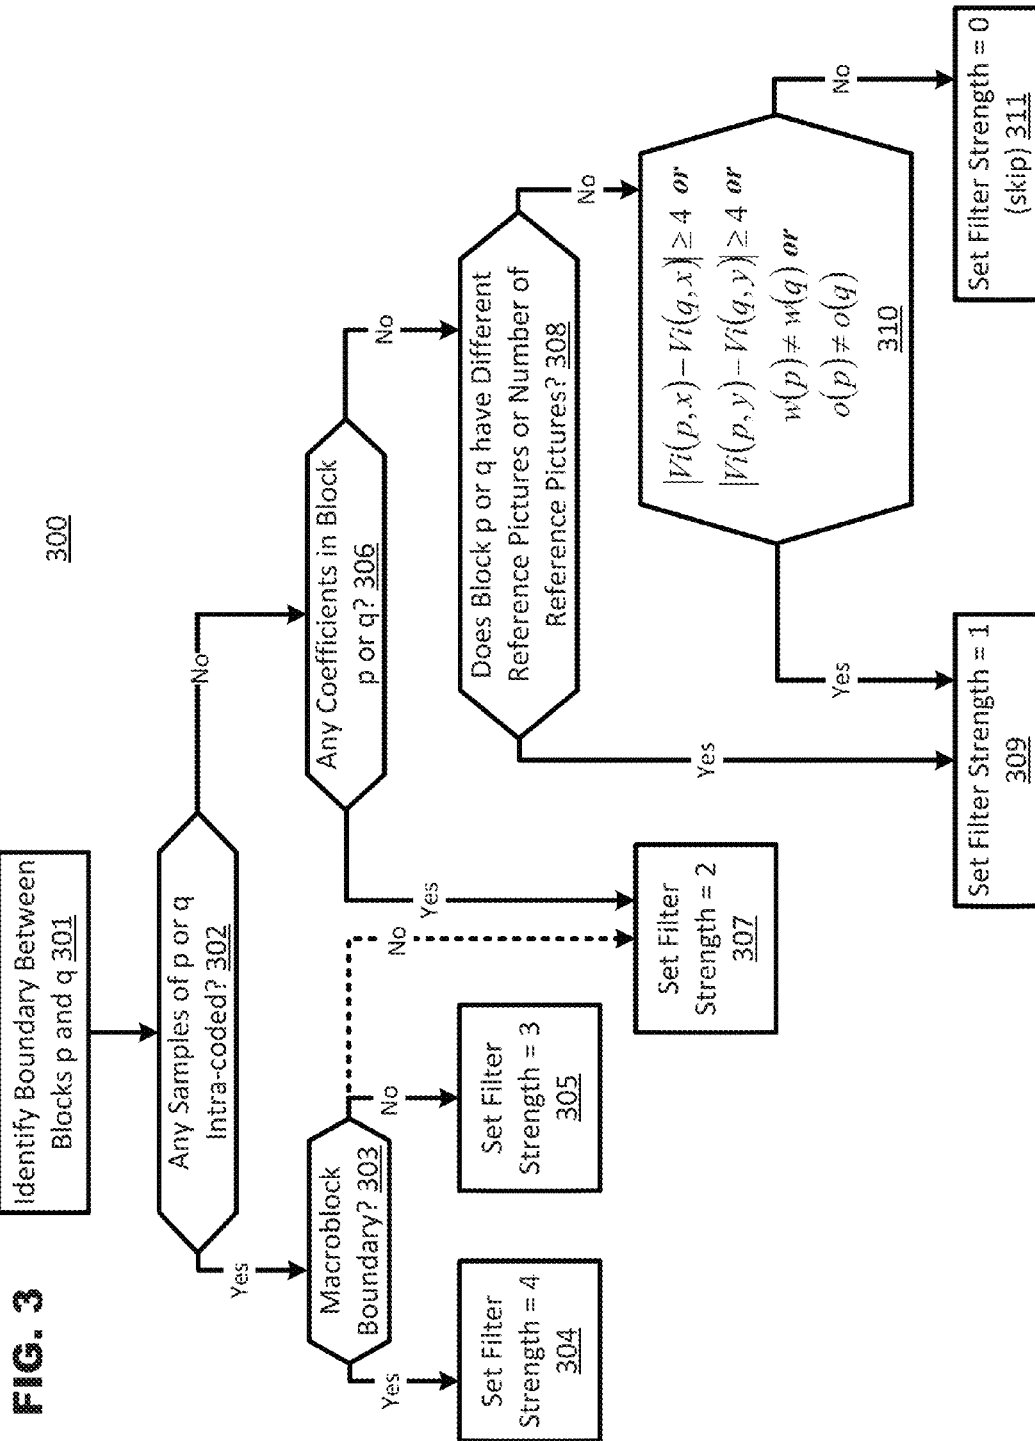 FIG. 3
300
Identify Boundary Between
Blocks p and q 301
Any Samples of p or q
Intra-coded? 302
Yes
No
Macroblock
Boundary? 303
Yes
No
No
Set Filter
Strength = 4
304
Set Filter
Strength = 3
305
Any Coefficients in Block
p or q? 306
Yes
No
Set Filter
Strength = 2
307
Does Block p or q have Different
Reference Pictures or Number of
Reference Pictures? 308
Yes
No
|Vi(p,x)−Vi(q,x)| ≥ 4 or
|Vi(p,y)−Vi(q,y)| ≥ 4 or
w(p) ≠ w(q) or
o(p) ≠ o(q)
310
Yes
No
Set Filter Strength = 1
309
Set Filter Strength = 0
(skip) 311